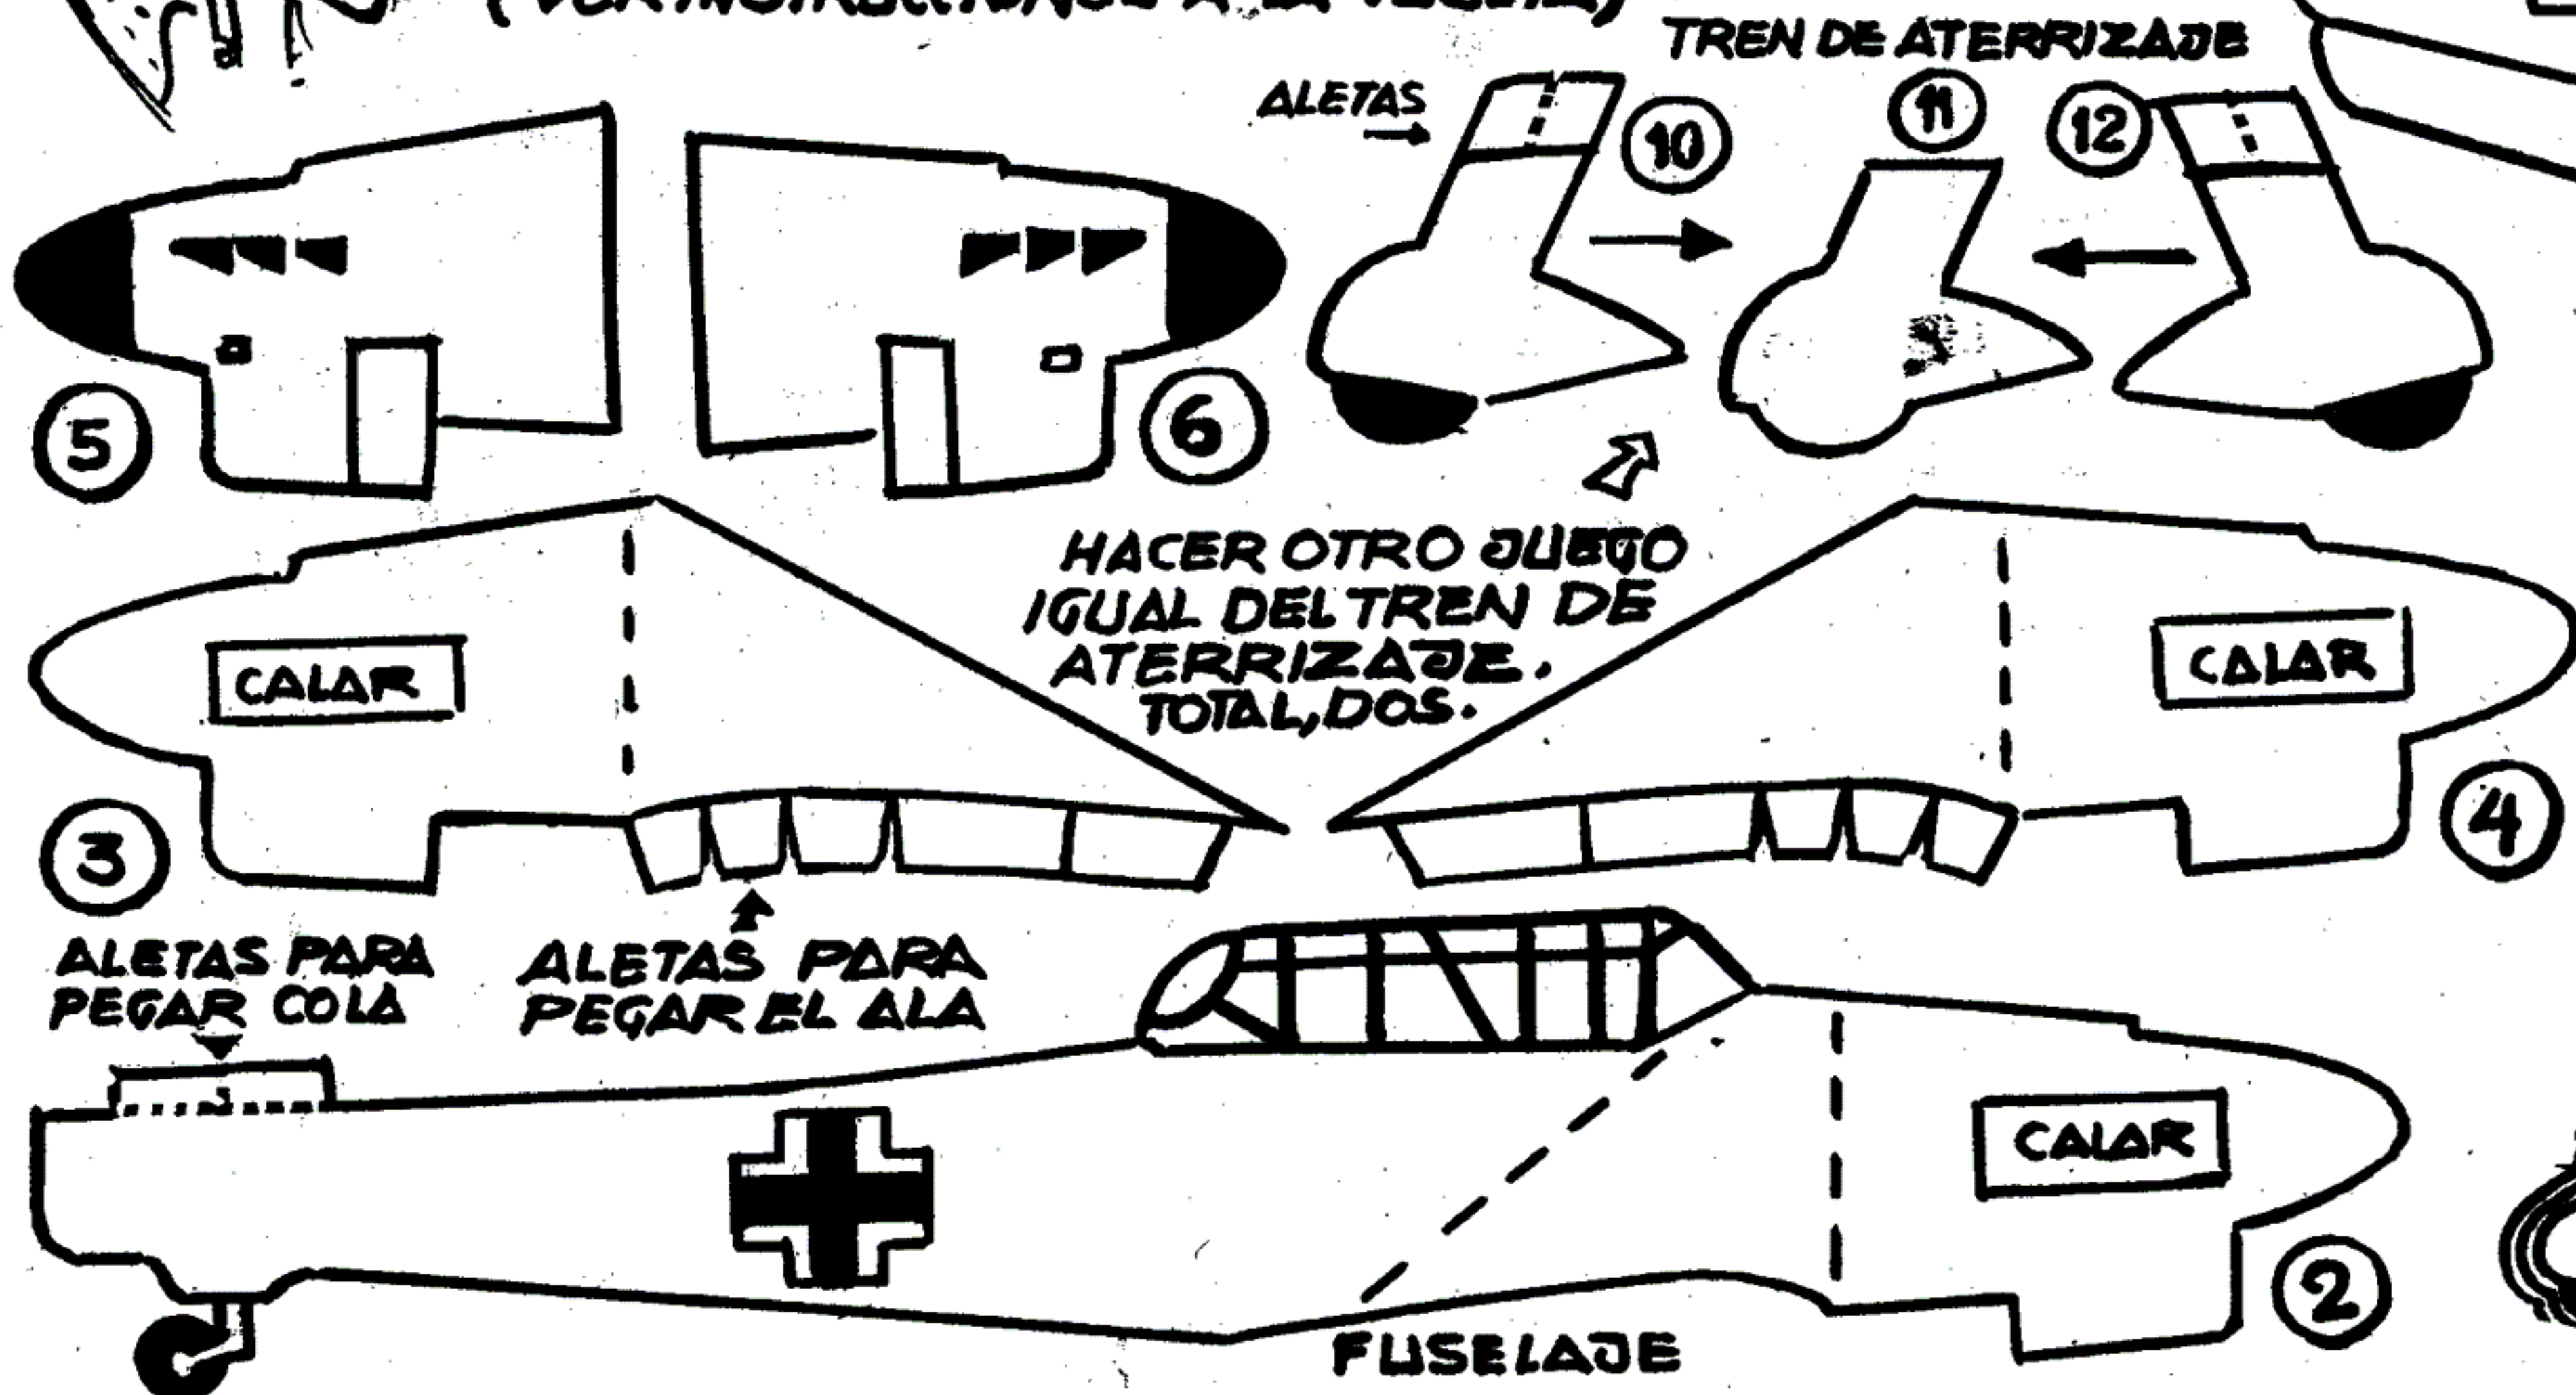 TREN DE ATERRIZAJE
ALETAS
10
11
12
5
6
HACER OTRO JUEGO
IGUAL DEL TREN DE
ATERRIZAJE.
TOTAL, DOS.
CALAR
CALAR
3
4
ALETAS PARA
PEGAR COLA
ALETAS PARA
PEGAR EL ALA
CALAR
2
FUSELAJE